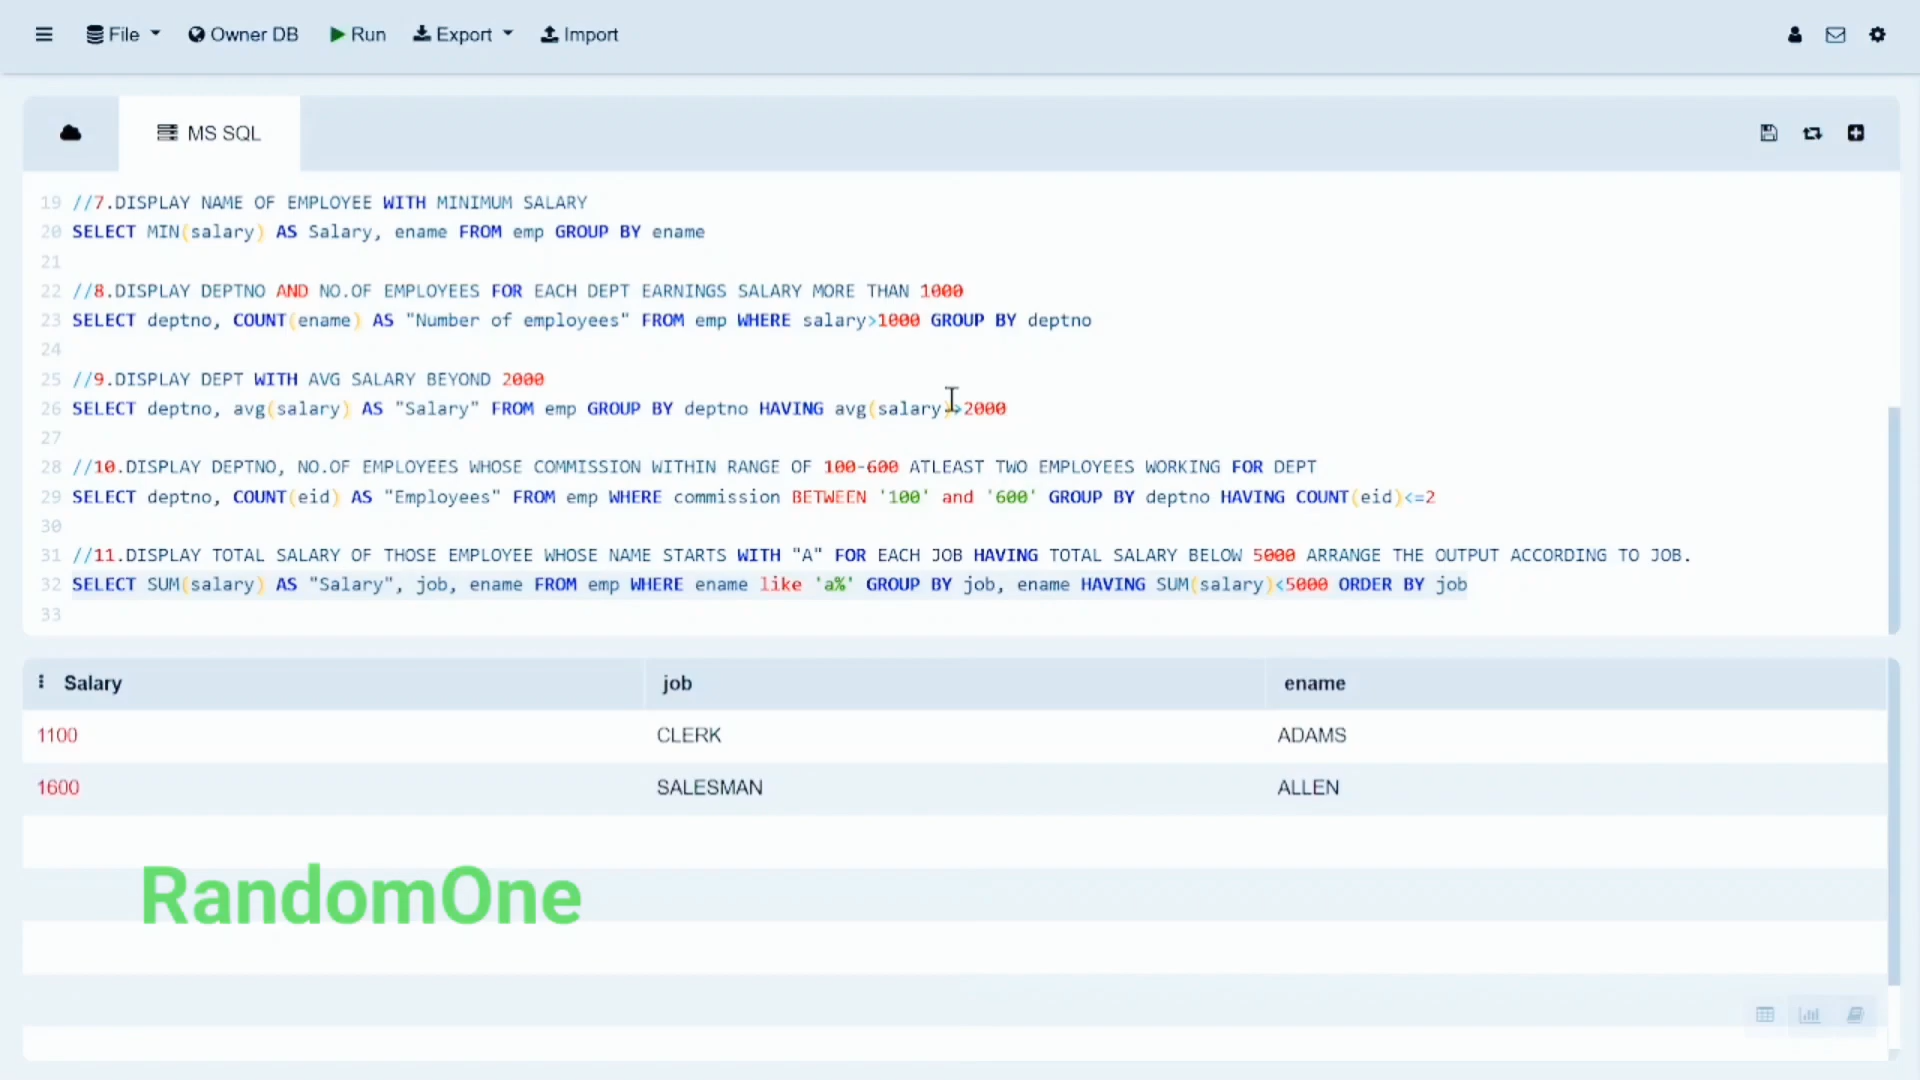 File Owner DB Run Export Import
MS SQL
19 //7.DISPLAY NAME OF EMPLOYEE WITH MINIMUM SALARY
20 SELECT MIN(salary) AS Salary, ename FROM emp GROUP BY ename
21
22 //8.DISPLAY DEPTNO AND NO.OF EMPLOYEES FOR EACH DEPT EARNINGS SALARY MORE THAN 1000
23 SELECT deptno, COUNT(ename) AS "Number of employees" FROM emp WHERE salary>1000 GROUP BY deptno
24
25 //9.DISPLAY DEPT WITH AVG SALARY BEYOND 2000
26 SELECT deptno, avg(salary) AS "Salary" FROM emp GROUP BY deptno HAVING avg(salary)>2000
27
28 //10.DISPLAY DEPTNO, NO.OF EMPLOYEES WHOSE COMMISSION WITHIN RANGE OF 100-600 ATLEAST TWO EMPLOYEES WORKING FOR DEPT
29 SELECT deptno, COUNT(eid) AS "Employees" FROM emp WHERE commission BETWEEN '100' and '600' GROUP BY deptno HAVING COUNT(eid)<=2
30
31 //11.DISPLAY TOTAL SALARY OF THOSE EMPLOYEE WHOSE NAME STARTS WITH "A" FOR EACH JOB HAVING TOTAL SALARY BELOW 5000 ARRANGE THE OUTPUT ACCORDING TO JOB.
32 SELECT SUM(salary) AS "Salary", job, ename FROM emp WHERE ename like 'a%' GROUP BY job, ename HAVING SUM(salary)<5000 ORDER BY job
33
Salary job ename
1100 CLERK ADAMS
1600 SALESMAN ALLEN
RandomOne